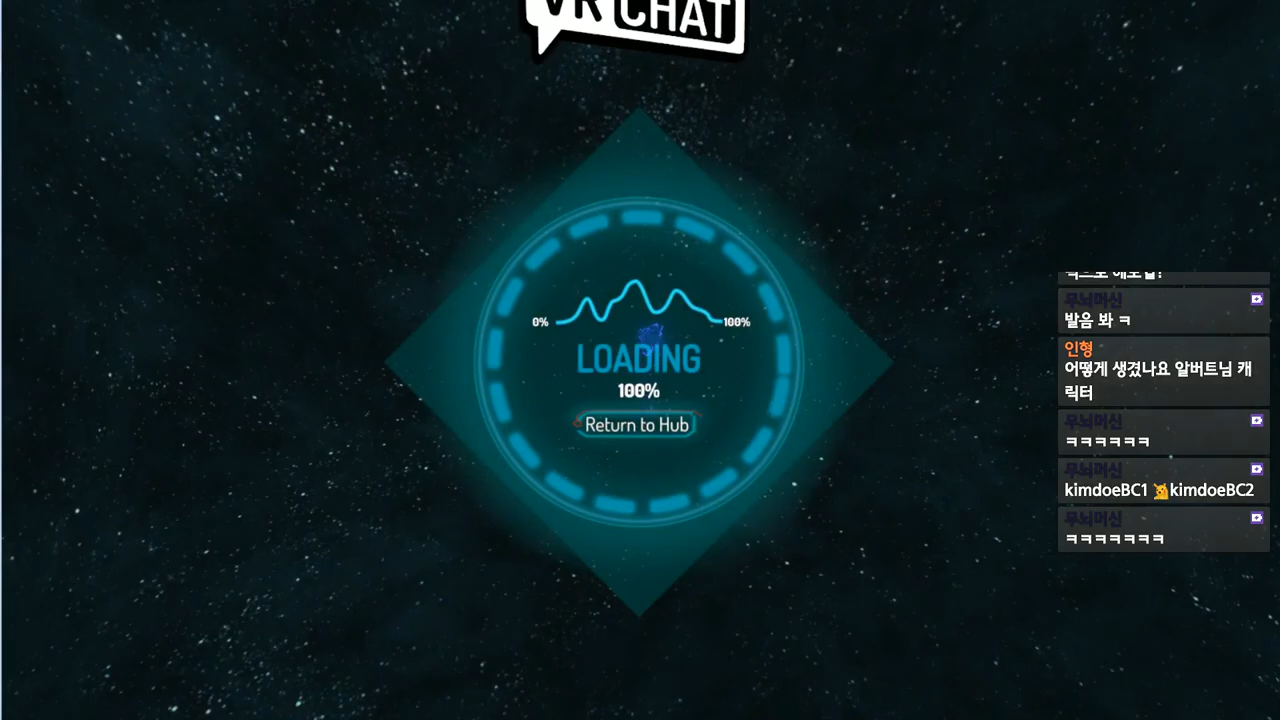 VR CHAT
0%
100%
LOADING
100%
Return to Hub
무뇌머신
발음 봐 ㅋ
인형
어떻게 생겼나요 알버트님 캐
릭터
무뇌머신
ㅋㅋㅋㅋㅋㅋ
무뇌머신
kimdoeBC1 kimdoeBC2
무뇌머신
ㅋㅋㅋㅋㅋㅋㅋ